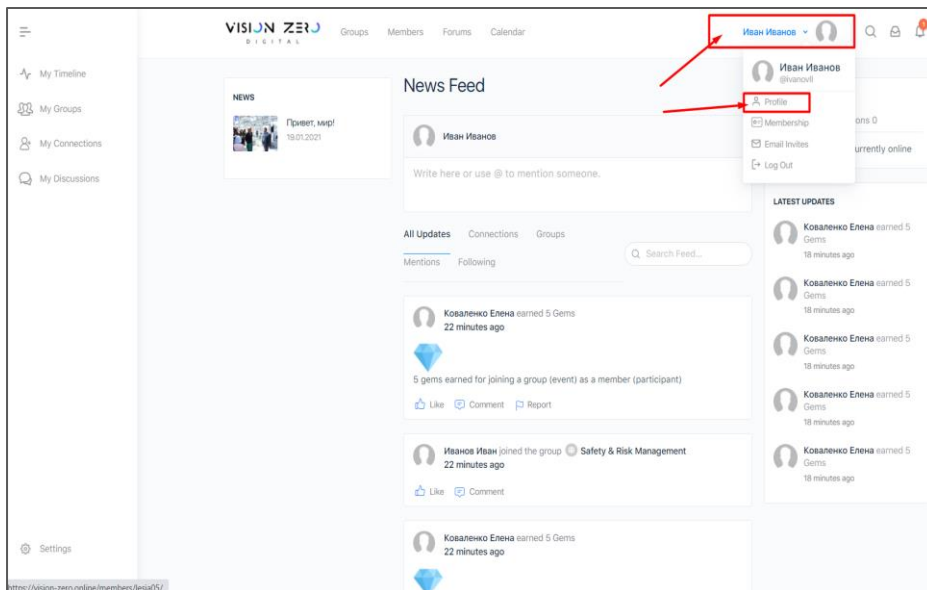 VISION ZERO
DIGITAL
Groups
Members
Forums
Calendar
Иван Иванов
1
My Timeline
My Groups
My Connections
My Discussions
Settings
NEWS
Привет, мир!
19.01.2021
News Feed
Иван Иванов
Write here or use @ to mention someone.
All Updates
Connections
Groups
Mentions
Following
Search Feed...
Коваленко Елена earned 5 Gems
22 minutes ago
5 gems earned for joining a group (event) as a member (participant)
Like
Comment
Report
Иванов Иван joined the group Safety & Risk Management
22 minutes ago
Like
Comment
Коваленко Елена earned 5 Gems
22 minutes ago
Иван Иванов
@ivanovII
Profile
Membership
Email Invites
Log Out
ons 0
urrently online
LATEST UPDATES
Коваленко Елена earned 5
Gems
18 minutes ago
Коваленко Елена earned 5
Gems
18 minutes ago
Коваленко Елена earned 5
Gems
18 minutes ago
Коваленко Елена earned 5
Gems
18 minutes ago
Коваленко Елена earned 5
Gems
18 minutes ago
https://vision-zero.online/members/lesia05/